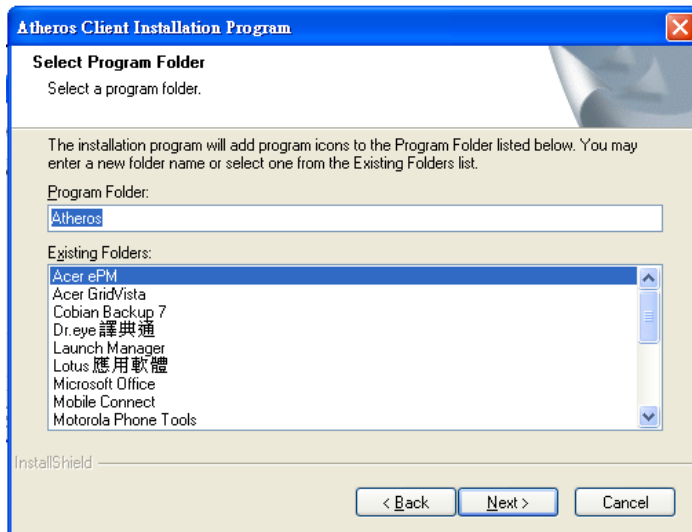 Atheros Client Installation Program
Select Program Folder
Select a program folder.
The installation program will add program icons to the Program Folder listed below. You may
enter a new folder name or select one from the Existing Folders list.
Program Folder:
Atheros
Existing Folders:
Acer ePM
Acer GridVista
Cobian Backup 7
Dr.eye 譯典通
Launch Manager
Lotus 應用軟體
Microsoft Office
Mobile Connect
Motorola Phone Tools
InstallShield
< Back
Next >
Cancel